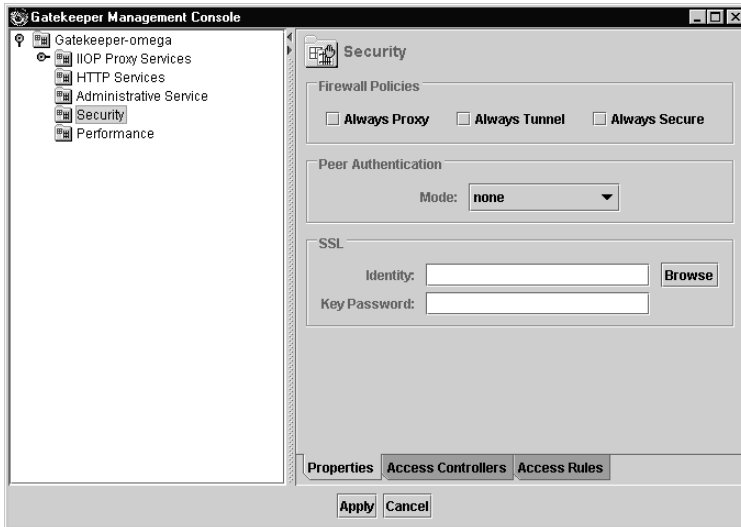 Gatekeeper Management Console
Gatekeeper-omega
IIOP Proxy Services
HTTP Services
Administrative Service
Security
Performance
Security
Firewall Policies
Always Proxy Always Tunnel Always Secure
Peer Authentication
Mode: none
SSL
Identity: Browse
Key Password:
Properties Access Controllers Access Rules
Apply Cancel